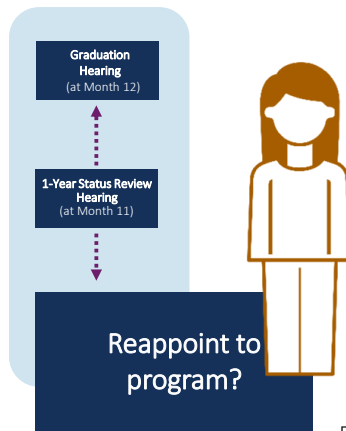 Graduation
Hearing
(at Month 12)
1-Year Status Review
Hearing
(at Month 11)
Reappoint to
program?